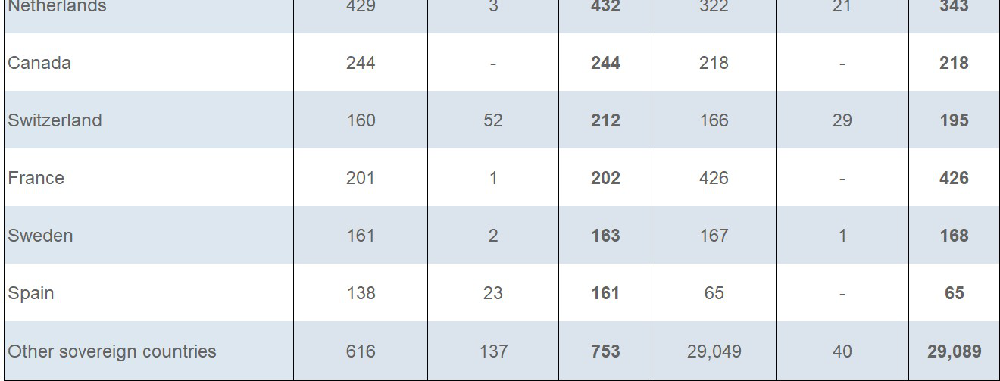 Netherlands 429 3 432 322 21 343
Canada 244 - 244 218 - 218
Switzerland 160 52 212 166 29 195
France 201 1 202 426 - 426
Sweden 161 2 163 167 1 168
Spain 138 23 161 65 - 65
Other sovereign countries 616 137 753 29,049 40 29,089